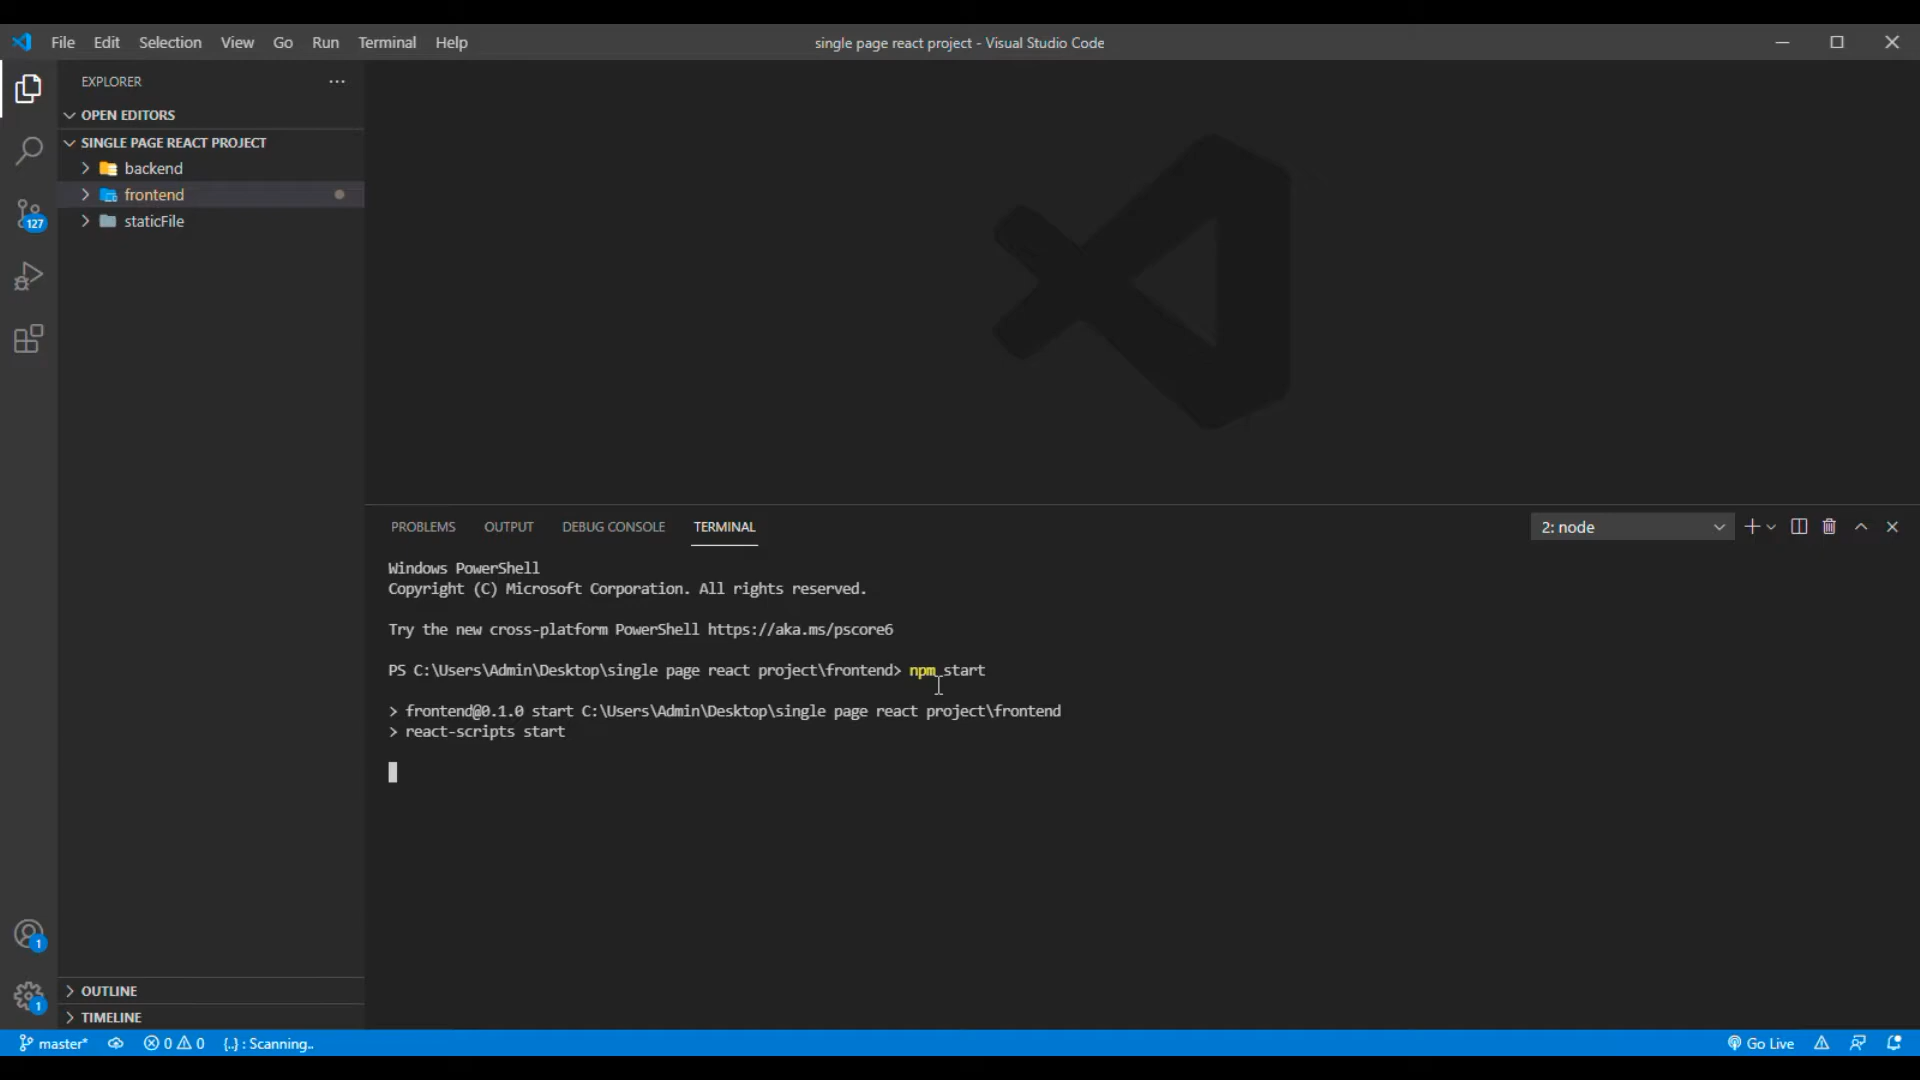 File Edit Selection View Go Run Terminal Help
single page react project - Visual Studio Code
EXPLORER
OPEN EDITORS
SINGLE PAGE REACT PROJECT
backend
frontend
staticFile
127
PROBLEMS OUTPUT DEBUG CONSOLE TERMINAL
2: node
Windows PowerShell
Copyright (C) Microsoft Corporation. All rights reserved.
Try the new cross-platform PowerShell https://aka.ms/pscore6
PS C:\Users\Admin\Desktop\single page react project\frontend> npm start
> frontend@0.1.0 start C:\Users\Admin\Desktop\single page react project\frontend
> react-scripts start
1
1
OUTLINE
TIMELINE
master* 0 0 {..} : Scanning..
Go Live